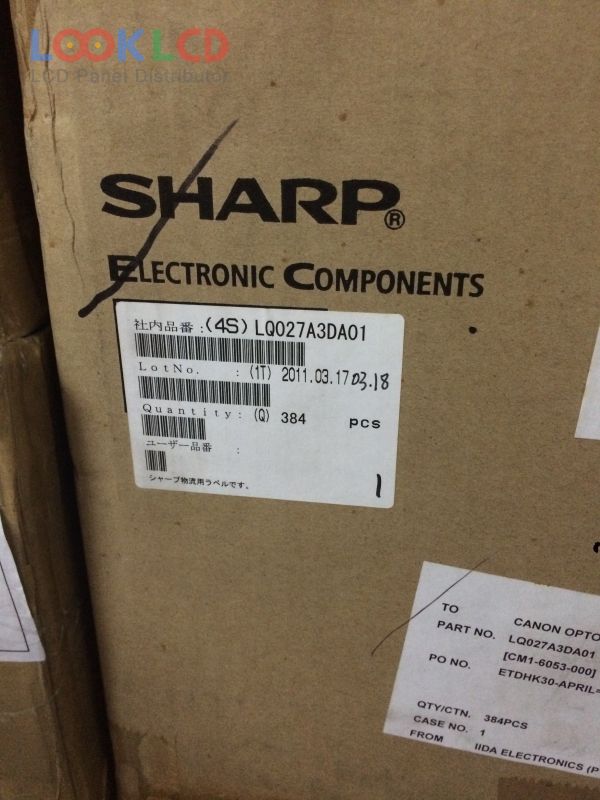 LOOKLCD
LCD Panel Distributor
SHARP®
ELECTRONIC COMPONENTS
社内品番 : (4S) LQ027A3DA01
LotNo. : (1T) 2011.03.17 03.18
Quantity : (Q) 384 pcs
ユーザー品番 :
シャープ物流用ラベルです。
1
TO CANON OPTO
PART NO. LQ027A3DA01
[CM1-6053-000]
PO NO. ETDHK30-APRIL=
QTY/CTN. 384PCS
CASE NO. 1
FROM IIDA ELECTRONICS (P